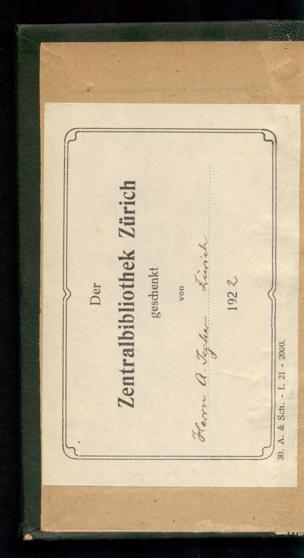 Der
Zentralbibliothek Zürich
geschenkt
von
Herrn A. Zürich
1922
30. A. & Sch. - I. 21 - 2000.